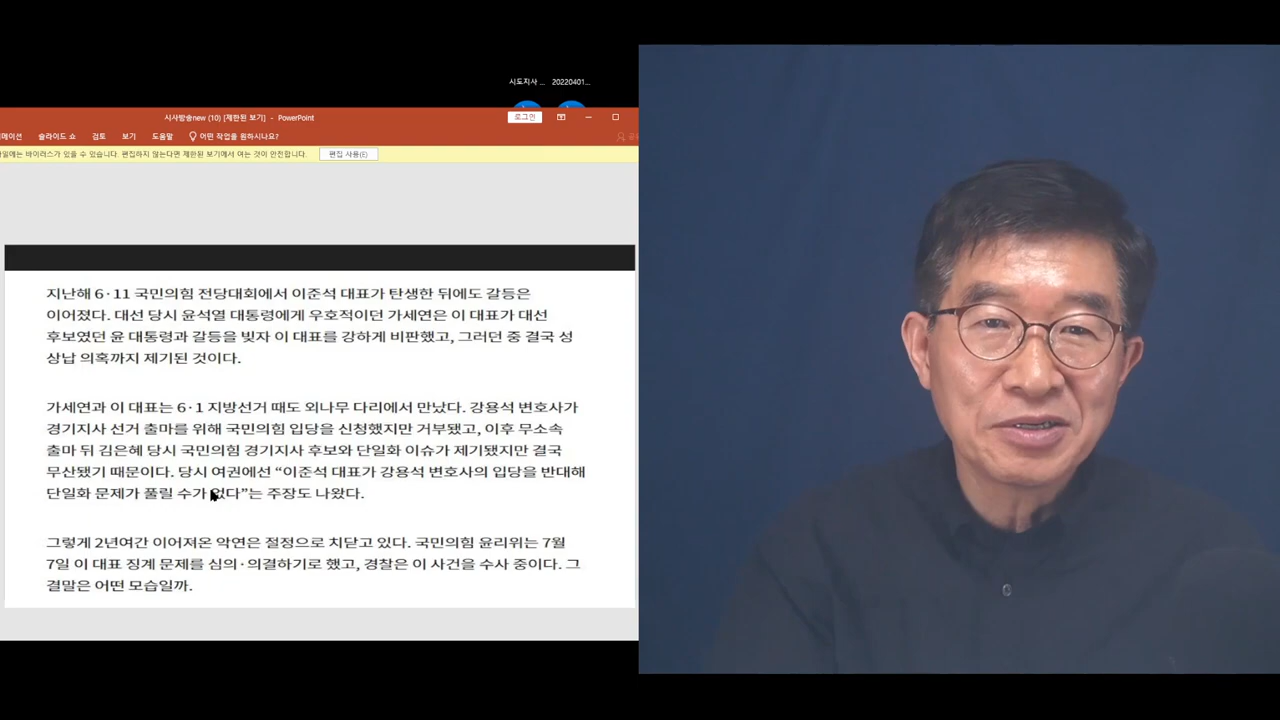 시도지사 ... 20220401...
시사방송new (10) [제한된 보기] - PowerPoint
로그인
메이션 슬라이드 쇼 검토 보기 도움말 어떤 작업을 원하시나요?
일에는 바이러스가 있을 수 있습니다. 편집하지 않는다면 제한된 보기에서 여는 것이 안전합니다. 편집 사용(E)
지난해 6·11 국민의힘 전당대회에서 이준석 대표가 탄생한 뒤에도 갈등은
이어졌다. 대선 당시 윤석열 대통령에게 우호적이던 가세연은 이 대표가 대선
후보였던 윤 대통령과 갈등을 빚자 이 대표를 강하게 비판했고, 그러던 중 결국 성
상납 의혹까지 제기된 것이다.
가세연과 이 대표는 6·1 지방선거 때도 외나무 다리에서 만났다. 강용석 변호사가
경기지사 선거 출마를 위해 국민의힘 입당을 신청했지만 거부됐고, 이후 무소속
출마 뒤 김은혜 당시 국민의힘 경기지사 후보와 단일화 이슈가 제기됐지만 결국
무산됐기 때문이다. 당시 여권에선 “이준석 대표가 강용석 변호사의 입당을 반대해
단일화 문제가 풀릴 수가 없다”는 주장도 나왔다.
그렇게 2년여간 이어져온 악연은 절정으로 치닫고 있다. 국민의힘 윤리위는 7월
7일 이 대표 징계 문제를 심의·의결하기로 했고, 경찰은 이 사건을 수사 중이다. 그
결말은 어떤 모습일까.